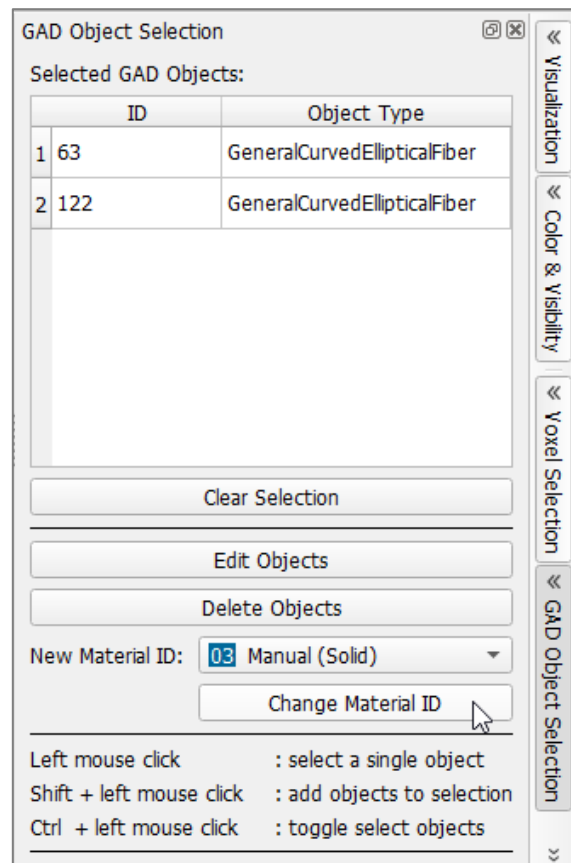 GAD Object Selection
Selected GAD Objects:
ID Object Type
1 63 GeneralCurvedEllipticalFiber
2 122 GeneralCurvedEllipticalFiber
Clear Selection
Edit Objects
Delete Objects
New Material ID: 03 Manual (Solid)
Change Material ID
Left mouse click : select a single object
Shift + left mouse click : add objects to selection
Ctrl + left mouse click : toggle select objects
Visualization
Color & Visibility
Voxel Selection
GAD Object Selection